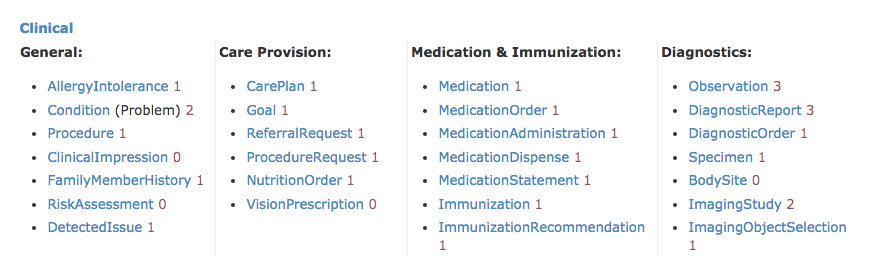 Clinical
General:
AllergyIntolerance 1
Condition (Problem) 2
Procedure 1
ClinicalImpression 0
FamilyMemberHistory 1
RiskAssessment 0
DetectedIssue 1
Care Provision:
CarePlan 1
Goal 1
ReferralRequest 1
ProcedureRequest 1
NutritionOrder 1
VisionPrescription 0
Medication & Immunization:
Medication 1
MedicationOrder 1
MedicationAdministration 1
MedicationDispense 1
MedicationStatement 1
Immunization 1
ImmunizationRecommendation
1
Diagnostics:
Observation 3
DiagnosticReport 3
DiagnosticOrder 1
Specimen 1
BodySite 0
ImagingStudy 2
ImagingObjectSelection
1